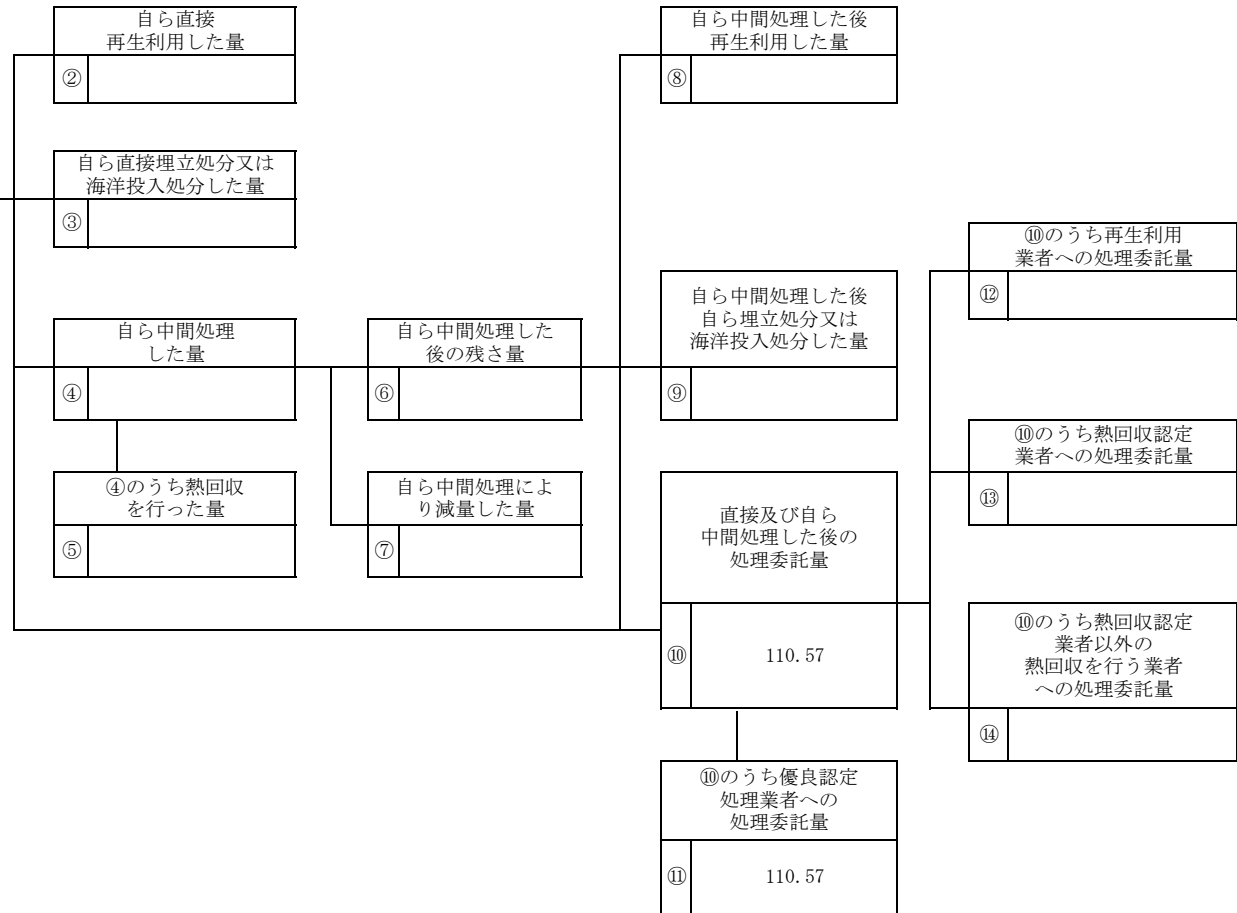 自ら直接
再生利用した量
②
自ら中間処理した後
再生利用した量
⑧
自ら直接埋立処分又は
海洋投入処分した量
③
⑩のうち再生利用
業者への処理委託量
⑫
自ら中間処理
した量
④
自ら中間処理した
後の残さ量
⑥
自ら中間処理した後
自ら埋立処分又は
海洋投入処分した量
⑨
⑩のうち熱回収認定
業者への処理委託量
⑬
④のうち熱回収
を行った量
⑤
自ら中間処理によ
り減量した量
⑦
直接及び自ら
中間処理した後の
処理委託量
⑩ 110.57
⑩のうち熱回収認定
業者以外の
熱回収を行う業者
への処理委託量
⑭
⑩のうち優良認定
処理業者への
処理委託量
⑪ 110.57